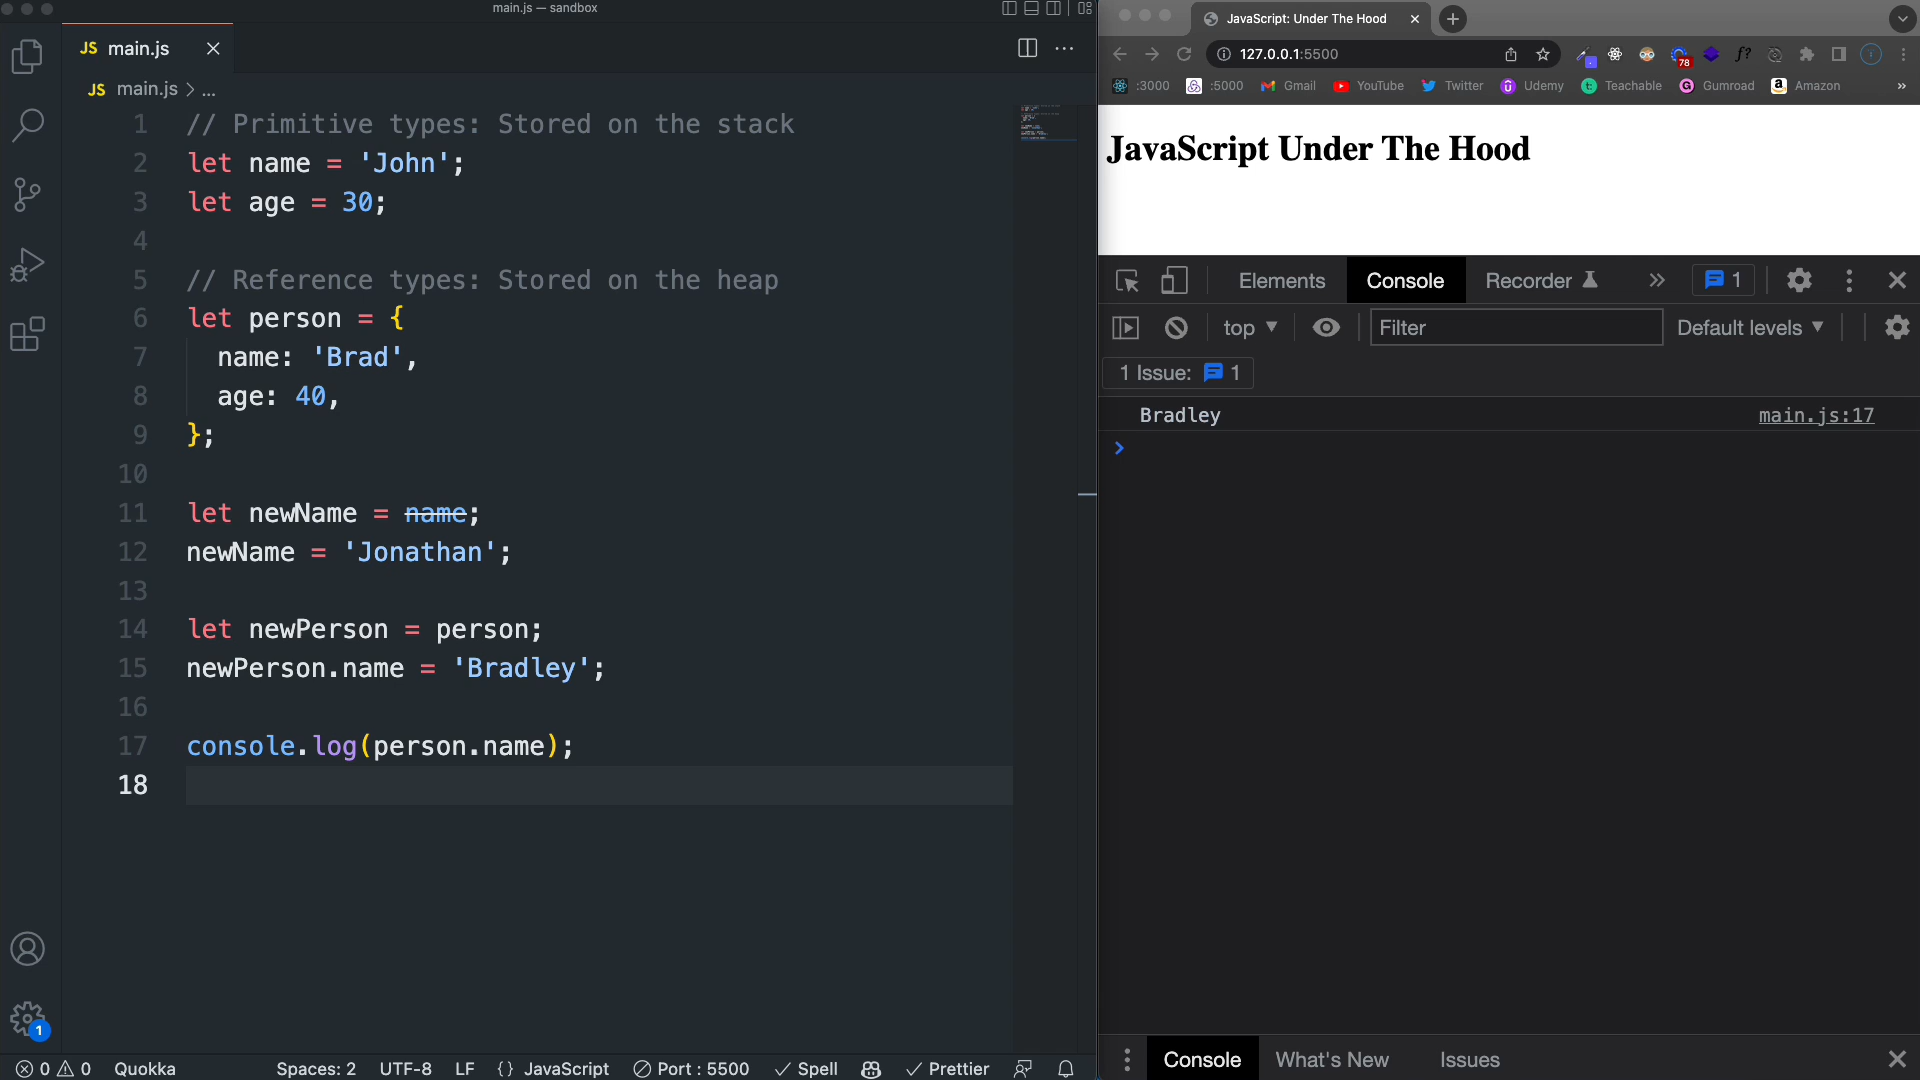 main.js — sandbox
JS main.js
JS main.js > ...
1 // Primitive types: Stored on the stack
2 let name = 'John';
3 let age = 30;
4
5 // Reference types: Stored on the heap
6 let person = {
7 name: 'Brad',
8 age: 40,
9 };
10
11 let newName = name;
12 newName = 'Jonathan';
13
14 let newPerson = person;
15 newPerson.name = 'Bradley';
16
17 console.log(person.name);
18
1
0 0 Quokka Spaces: 2 UTF-8 LF {} JavaScript Port : 5500 Spell Prettier
JavaScript: Under The Hood
127.0.0.1:5500
78
f?
:3000 :5000 Gmail YouTube Twitter Udemy Teachable Gumroad Amazon »
JavaScript Under The Hood
Elements Console Recorder » 1
top Filter Default levels
1 Issue: 1
Bradley main.js:17
>
Console What's New Issues